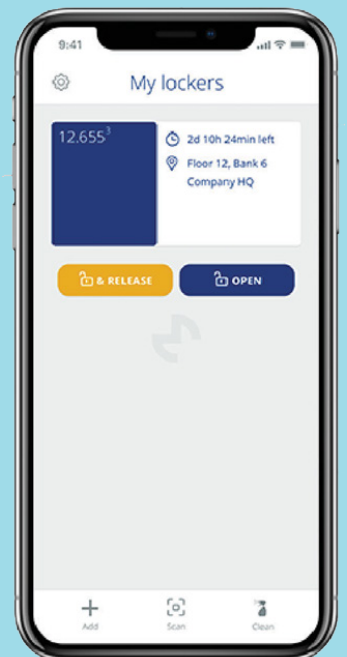 9:41
My lockers
12.655³
2d 10h 24min left
Floor 12, Bank 6
Company HQ
& RELEASE
OPEN
Add
Scan
Clean